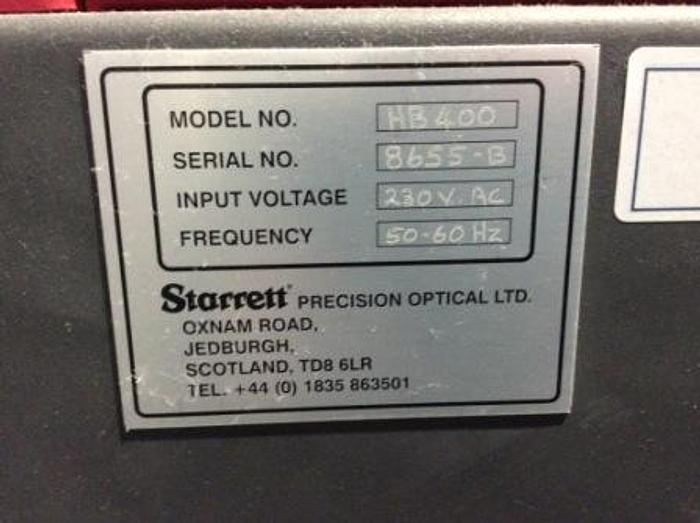 MODEL NO. HB400
SERIAL NO. 8655-B
INPUT VOLTAGE 230V. AC
FREQUENCY 50-60 Hz
Starrett® PRECISION OPTICAL LTD.
OXNAM ROAD,
JEDBURGH,
SCOTLAND, TD8 6LR
TEL. +44 (0) 1835 863501